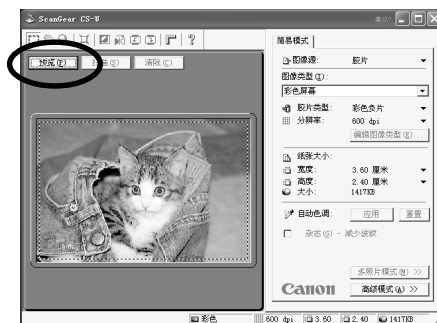 ScanGear CS-U
预览(P) 扫描(S) 清除(C)
简易模式
图像源: 胶片
图像类型(I):
彩色屏幕
胶片类型: 彩色负片
分辨率: 600 dpi
编辑图像类型(E)...
纸张大小:
宽度: 3.60 厘米
高度: 2.40 厘米
大小: 1417KB
自动色调: 应用 重置
杂志(G) - 减少波纹
多照片模式(M) >>
Canon 高级模式(A) >>
彩色 600 dpi 3.60 2.40 1417KB